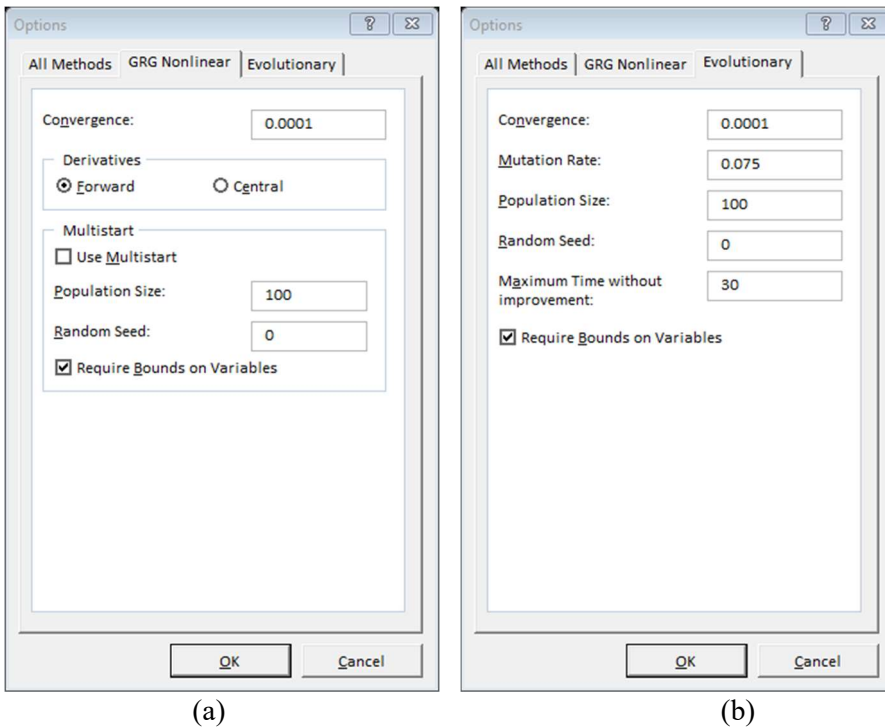 Options
All Methods GRG Nonlinear Evolutionary
Convergence: 0.0001
Derivatives
Forward Central
Multistart
Use Multistart
Population Size: 100
Random Seed: 0
Require Bounds on Variables
OK Cancel
(a)
Options
All Methods GRG Nonlinear Evolutionary
Convergence: 0.0001
Mutation Rate: 0.075
Population Size: 100
Random Seed: 0
Maximum Time without
improvement: 30
Require Bounds on Variables
OK Cancel
(b)